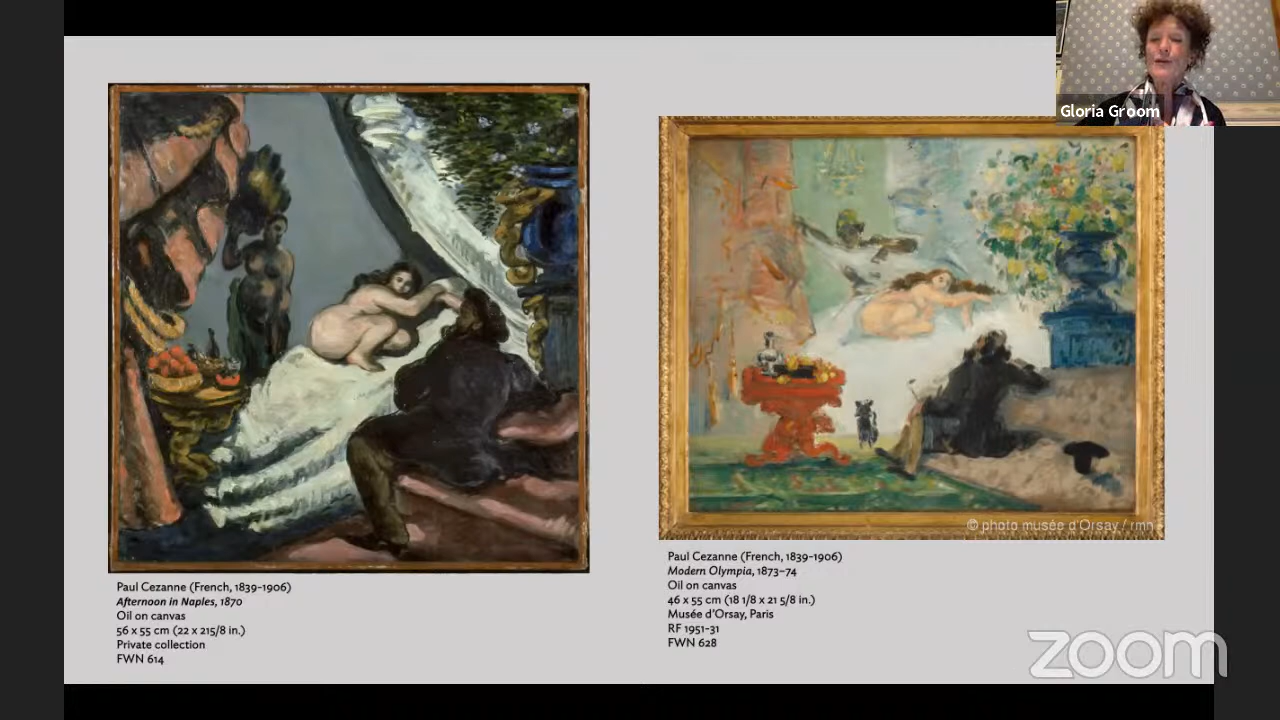 Gloria Groom
© photo musée d'Orsay / rmn
Paul Cezanne (French, 1839-1906)
Afternoon in Naples, 1870
Oil on canvas
56 x 55 cm (22 x 215/8 in.)
Private collection
FWN 614
Paul Cezanne (French, 1839-1906)
Modern Olympia, 1873–74
Oil on canvas
46 x 55 cm (18 1/8 x 21 5/8 in.)
Musée d'Orsay, Paris
RF 1951-31
FWN 628
zoom